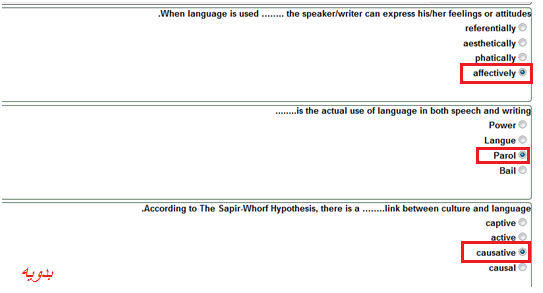 .When language is used ........ the speaker/writer can express his/her feelings or attitudes
referentially
aesthetically
phatically
affectively
........is the actual use of language in both speech and writing
Power
Langue
Parol
Bail
.According to The Sapir-Whorf Hypothesis, there is a ........link between culture and language
captive
active
causative
causal
بدويه